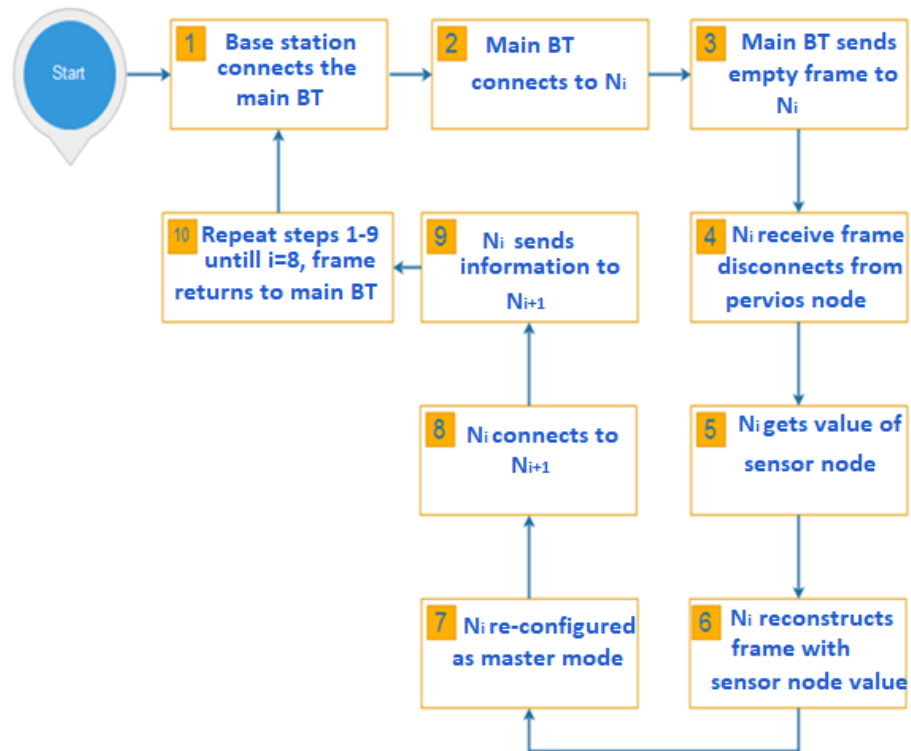 Start
1 Base station
connects the
main BT
2 Main BT
connects to Ni
3 Main BT sends
empty frame to
Ni
4 Ni receive frame
disconnects from
pervios node
5 Ni gets value of
sensor node
6 Ni reconstructs
frame with
sensor node value
7 Ni re-configured
as master mode
8 Ni connects to
Ni+1
9 Ni sends
information to
Ni+1
10 Repeat steps 1-9
untill i=8, frame
returns to main BT